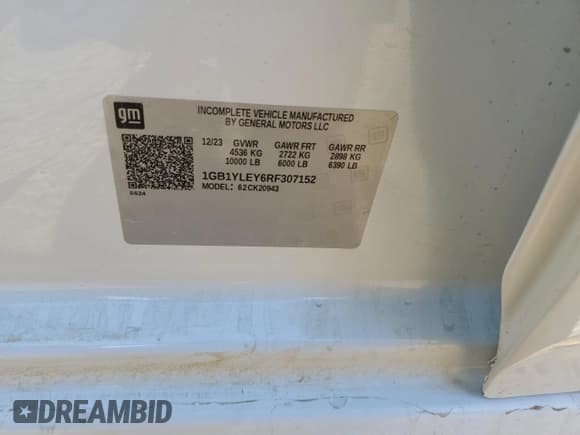 gm
INCOMPLETE VEHICLE MANUFACTURED
BY GENERAL MOTORS LLC
12/23 GVWR GAWR FRT GAWR RR
4536 KG 2722 KG 2898 KG
10000 LB 6000 LB 6390 LB
1GB1YLEY6RF307152
MODEL: 62CK20943
DREAMBID